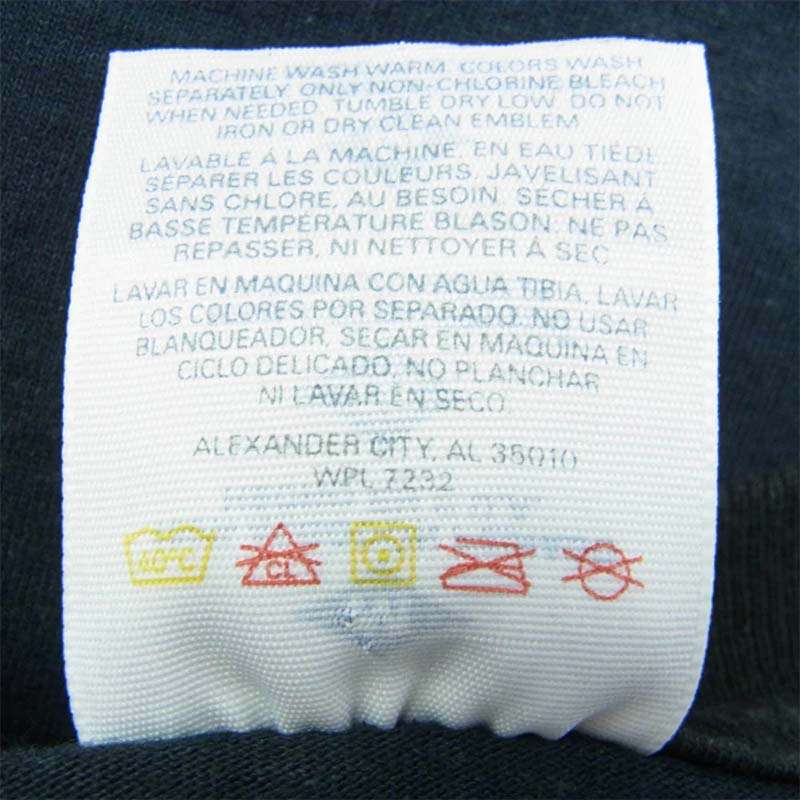 MACHINE WASH WARM. COLORS WASH
SEPARATELY. ONLY NON-CHLORINE BLEACH
WHEN NEEDED. TUMBLE DRY LOW. DO NOT
IRON OR DRY CLEAN EMBLEM
LAVABLE À LA MACHINE, EN EAU TIÈDE
SÉPARER LES COULEURS. JAVELISANT
SANS CHLORE, AU BESOIN. SÉCHER À
BASSE TEMPÉRATURE BLASON: NE PAS
REPASSER, NI NETTOYER À SEC
LAVAR EN MAQUINA CON AGUA TIBIA, LAVAR
LOS COLORES POR SEPARADO. NO USAR
BLANQUEADOR, SECAR EN MAQUINA EN
CICLO DELICADO, NO PLANCHAR
NI LAVAR EN SECO
ALEXANDER CITY, AL 35010
WPL 7232
40°C
CL